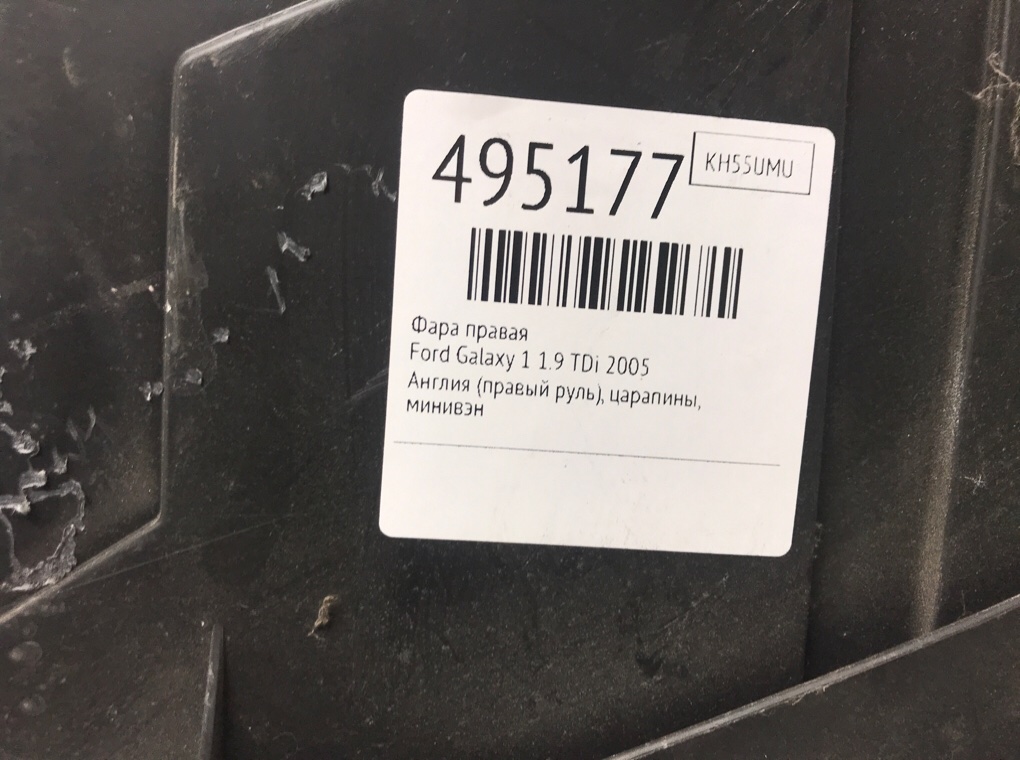 495177
KH55UMU
Фара правая
Ford Galaxy 1 1.9 TDi 2005
Англия (правый руль), царапины,
минивэн